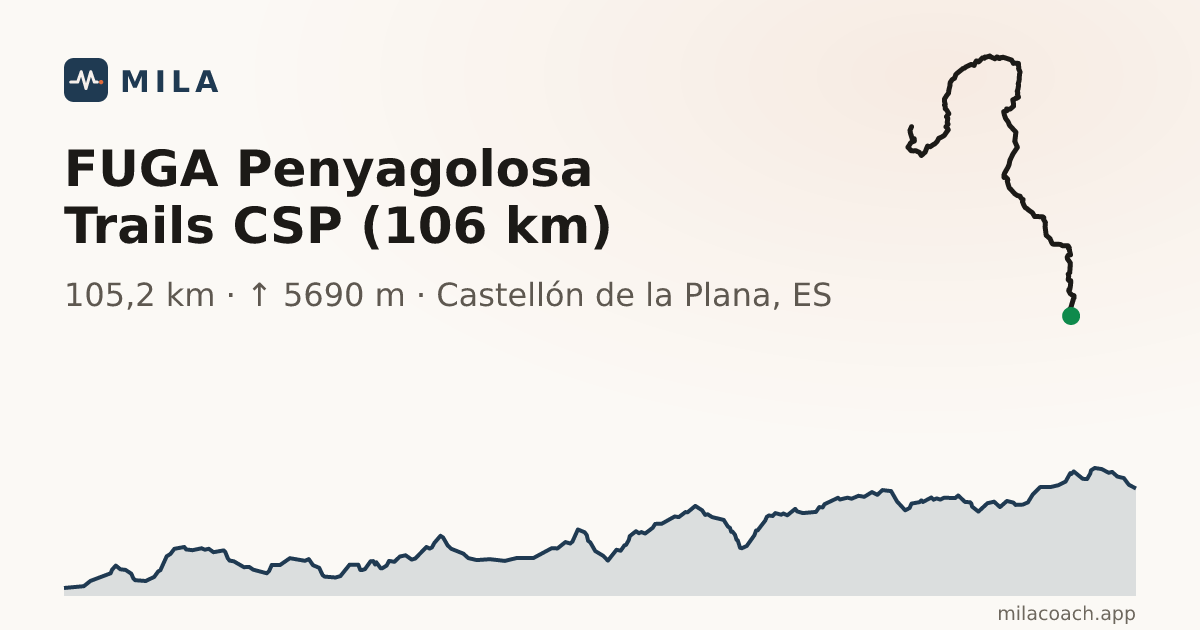 MILA
FUGA Penyagolosa
Trails CSP (106 km)
105,2 km · ↑ 5690 m · Castellón de la Plana, ES
milacoach.app